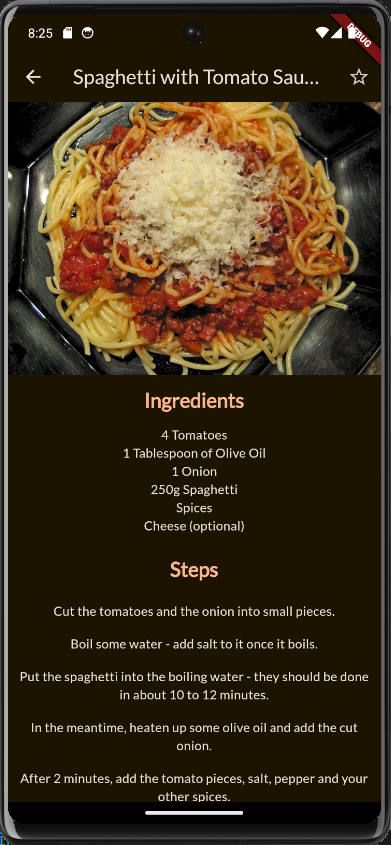 8:25
DEBUG
Spaghetti with Tomato Sau...
Ingredients
4 Tomatoes
1 Tablespoon of Olive Oil
1 Onion
250g Spaghetti
Spices
Cheese (optional)
Steps
Cut the tomatoes and the onion into small pieces.
Boil some water - add salt to it once it boils.
Put the spaghetti into the boiling water - they should be done
in about 10 to 12 minutes.
In the meantime, heaten up some olive oil and add the cut
onion.
After 2 minutes, add the tomato pieces, salt, pepper and your
other spices.